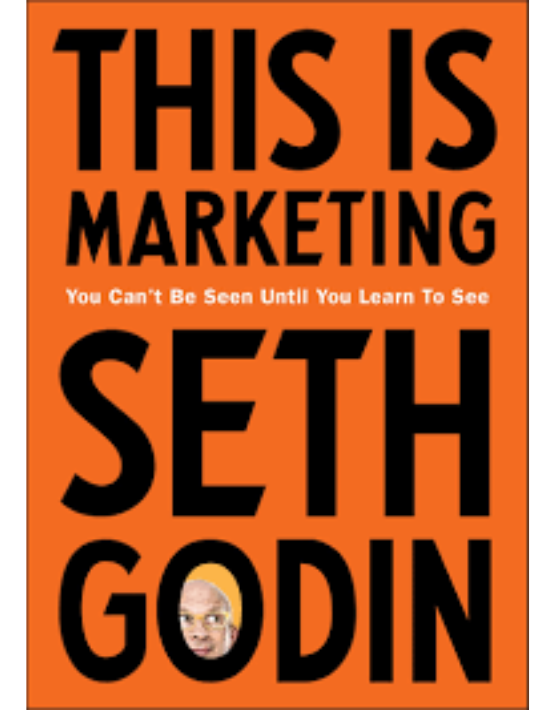 THIS IS
MARKETING
You Can't Be Seen Until You Learn To See
SETH
GODIN